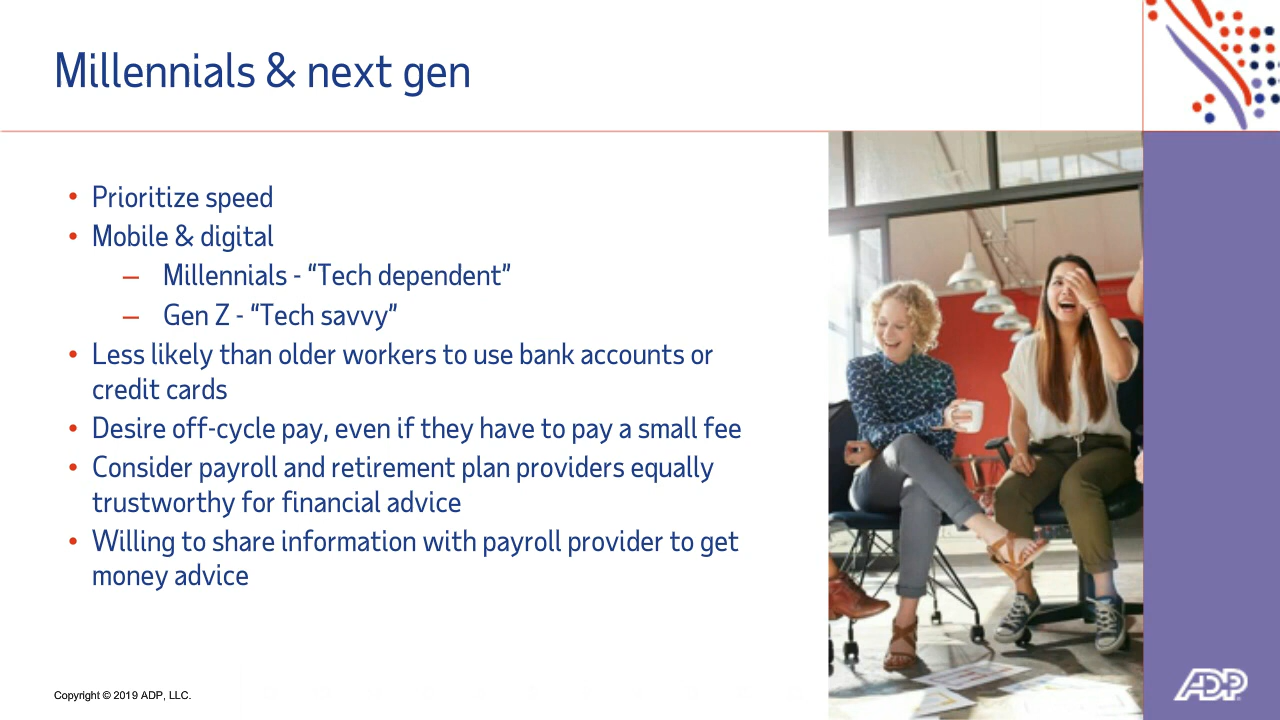 Millennials & next gen
• Prioritize speed
• Mobile & digital
– Millennials - “Tech dependent”
– Gen Z - “Tech savvy”
• Less likely than older workers to use bank accounts or
credit cards
• Desire off-cycle pay, even if they have to pay a small fee
• Consider payroll and retirement plan providers equally
trustworthy for financial advice
• Willing to share information with payroll provider to get
money advice
Copyright © 2019 ADP, LLC.
ADP